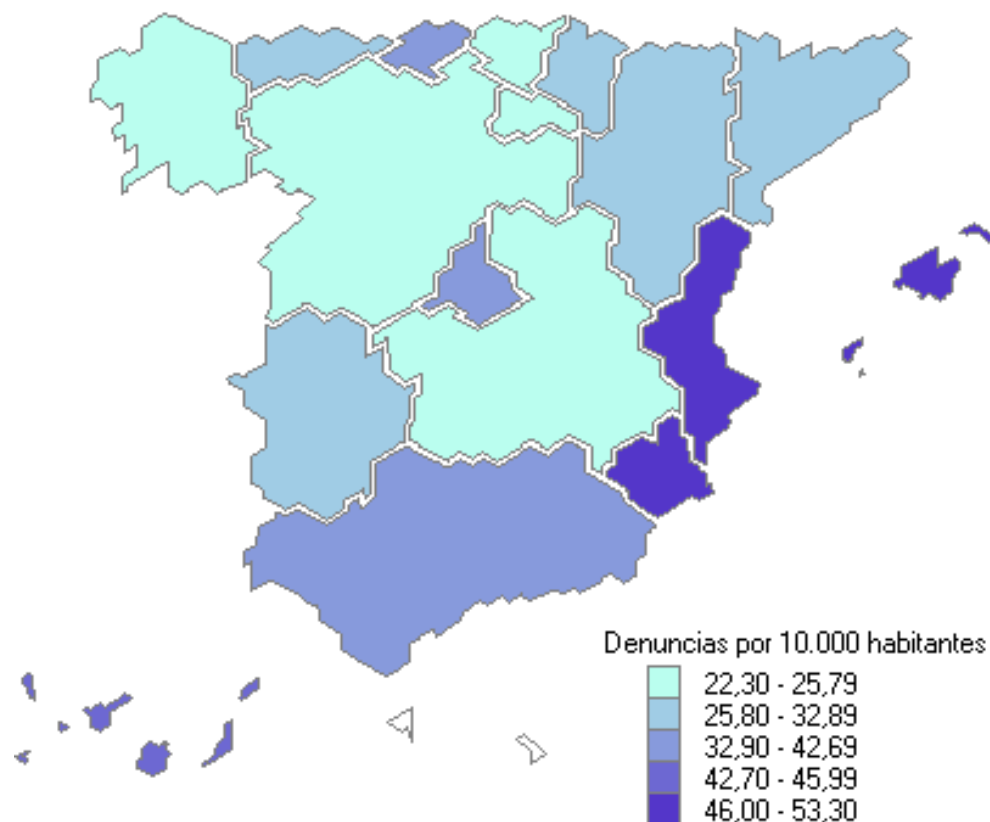 Denuncias por 10.000 habitantes
22,30 - 25,79
25,80 - 32,89
32,90 - 42,69
42,70 - 45,99
46,00 - 53,30